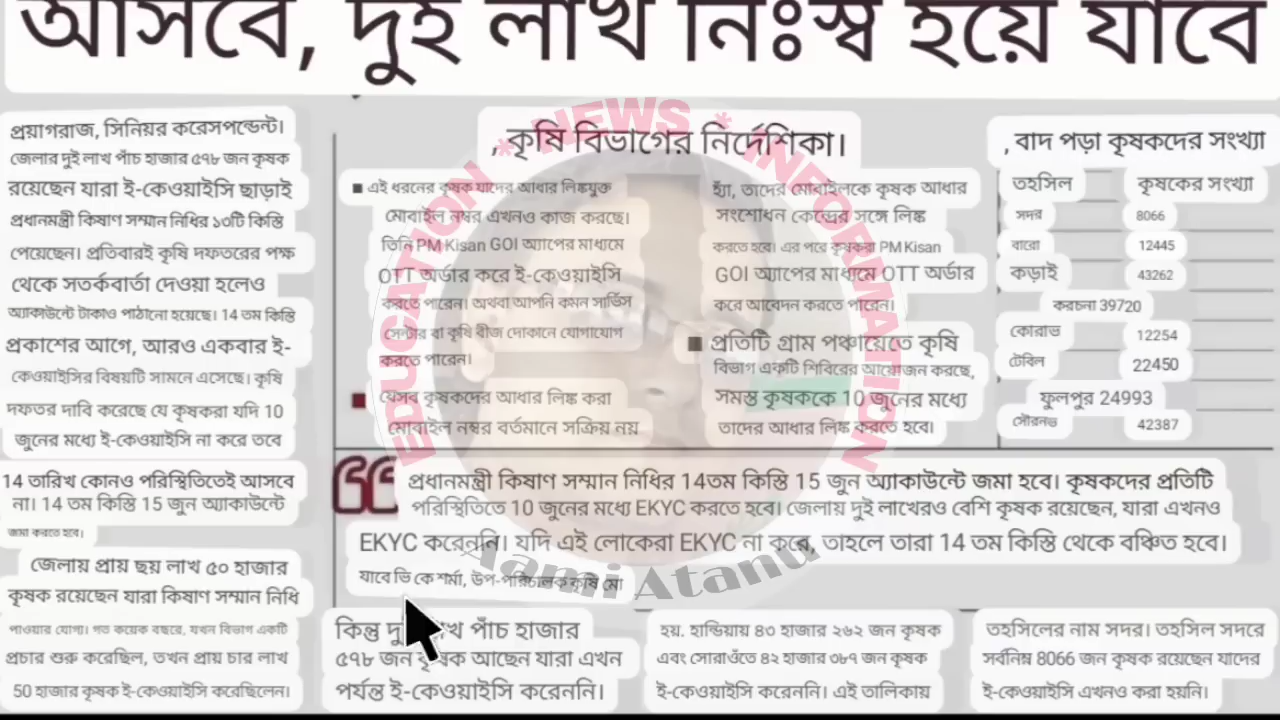 আসবে, দুই লাখ নিঃস্ব হয়ে যাবে
প্রয়াগরাজ, সিনিয়র করেসপন্ডেন্ট।
জেলার দুই লাখ পাঁচ হাজার ৫৭৮ জন কৃষক
রয়েছেন যারা ই-কেওয়াইসি ছাড়াই
প্রধানমন্ত্রী কিষাণ সম্মান নিধির ১৩টি কিস্তি
পেয়েছেন। প্রতিবারই কৃষি দফতরের পক্ষ
থেকে সতর্কবার্তা দেওয়া হলেও
অ্যাকাউন্টে টাকাও পাঠানো হয়েছে। 14 তম কিস্তি
প্রকাশের আগে, আরও একবার ই-
কেওয়াইসির বিষয়টি সামনে এসেছে। কৃষি
দফতর দাবি করেছে যে কৃষকরা যদি 10
জুনের মধ্যে ই-কেওয়াইসি না করে তবে
14 তারিখ কোনও পরিস্থিতিতেই আসবে
না। 14 তম কিস্তি 15 জুন অ্যাকাউন্টে
জমা করতে হবে।
জেলায় প্রায় ছয় লাখ ৫০ হাজার
কৃষক রয়েছেন যারা কিষাণ সম্মান নিধি
পাওয়ার যোগ্য। গত কয়েক বছরে, যখন বিভাগ একটি
প্রচার শুরু করেছিল, তখন প্রায় চার লাখ
50 হাজার কৃষক ই-কেওয়াইসি করেছিলেন।
, কৃষি বিভাগের নির্দেশিকা।
■ এই ধরনের কৃষক যাদের আধার লিঙ্কযুক্ত
মোবাইল নম্বর এখনও কাজ করছে।
তিনি PM Kisan GOI অ্যাপের মাধ্যমে
OTT অর্ডার করে ই-কেওয়াইসি
করতে পারেন। অথবা আপনি কমন সার্ভিস
সেন্টার বা কৃষি বীজ দোকানে যোগাযোগ
করতে পারেন।
■ যেসব কৃষকদের আধার লিঙ্ক করা
মোবাইল নম্বর বর্তমানে সক্রিয় নয়
হ্যাঁ, তাদের মোবাইলকে কৃষক আধার
সংশোধন কেন্দ্রের সঙ্গে লিঙ্ক
করতে হবে। এর পরে কৃষকরা PM Kisan
GOI অ্যাপের মাধ্যমে OTT অর্ডার
করে আবেদন করতে পারেন।
■ প্রতিটি গ্রাম পঞ্চায়েতে কৃষি
বিভাগ একটি শিবিরের আয়োজন করছে,
সমস্ত কৃষককে 10 জুনের মধ্যে
তাদের আধার লিঙ্ক করতে হবে।
, বাদ পড়া কৃষকদের সংখ্যা
তহসিল কৃষকের সংখ্যা
সদর 8066
বারো 12445
কড়াই 43262
করচনা 39720
কোরাভ 12254
টেবিল 22450
ফুলপুর 24993
সৌরনভ 42387
প্রধানমন্ত্রী কিষাণ সম্মান নিধির 14তম কিস্তি 15 জুন অ্যাকাউন্টে জমা হবে। কৃষকদের প্রতিটি
পরিস্থিতিতে 10 জুনের মধ্যে EKYC করতে হবে। জেলায় দুই লাখেরও বেশি কৃষক রয়েছেন, যারা এখনও
EKYC করেননি। যদি এই লোকেরা EKYC না করে, তাহলে তারা 14 তম কিস্তি থেকে বঞ্চিত হবে।
যাবে ভি কে শর্মা, উপ-পরিচালক কৃষি মো
কিন্তু দুই লাখ পাঁচ হাজার
৫৭৮ জন কৃষক আছেন যারা এখন
পর্যন্ত ই-কেওয়াইসি করেননি।
হয়. হান্ডিয়ায় ৪৩ হাজার ২৬২ জন কৃষক
এবং সোরাওঁতে ৪২ হাজার ৩৮৭ জন কৃষক
ই-কেওয়াইসি করেননি। এই তালিকায়
তহসিলের নাম সদর। তহসিল সদরে
সর্বনিম্ন 8066 জন কৃষক রয়েছেন যাদের
ই-কেওয়াইসি এখনও করা হয়নি।
EDUCATION * NEWS * INFORMATION
Aami Atanu